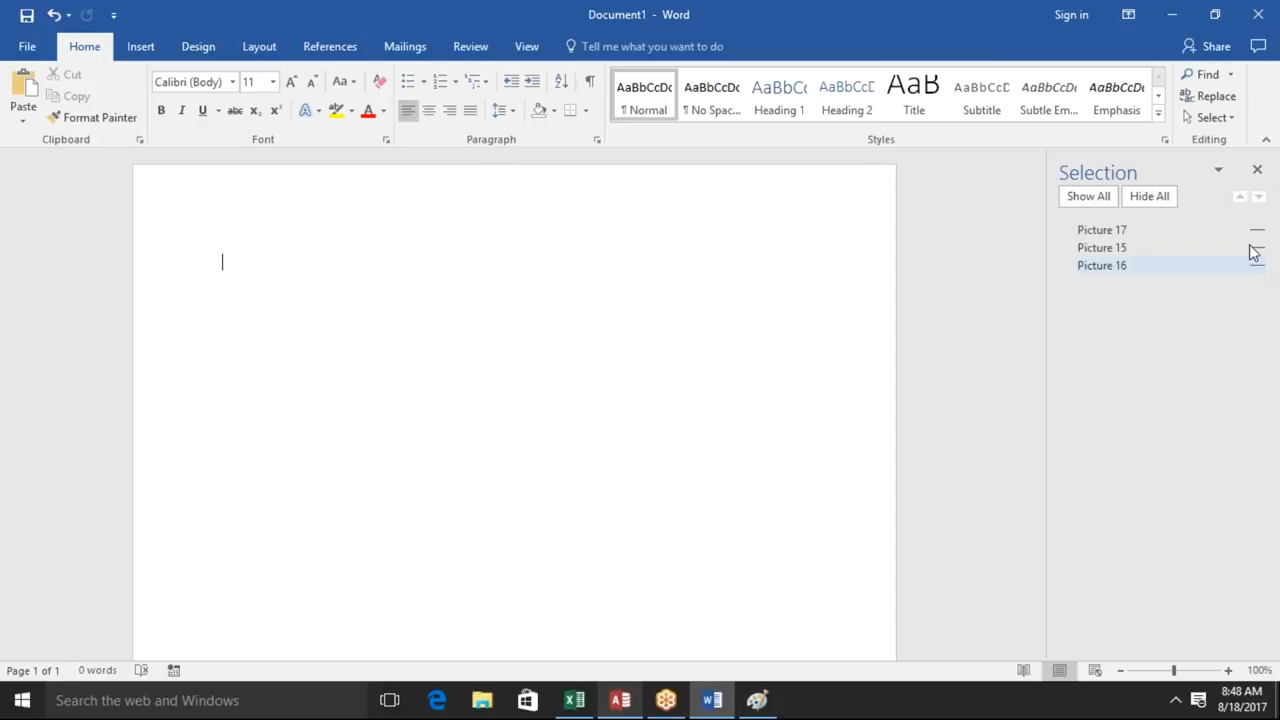 Document1 - Word
Sign in
File
Home
Insert
Design
Layout
References
Mailings
Review
View
Tell me what you want to do
Share
Paste
Cut
Copy
Format Painter
Clipboard
Calibri (Body)
11
Font
Paragraph
AaBbCcDc
¶ Normal
AaBbCcDc
¶ No Spac...
AaBbCc
Heading 1
AaBbCcD
Heading 2
AaB
Title
AaBbCcD
Subtitle
AaBbCcDc
Subtle Em...
AaBbCcDc
Emphasis
Styles
Find
Replace
Select
Editing
Selection
Show All
Hide All
Picture 17
Picture 15
Picture 16
Page 1 of 1
0 words
100%
Search the web and Windows
8:48 AM
8/18/2017